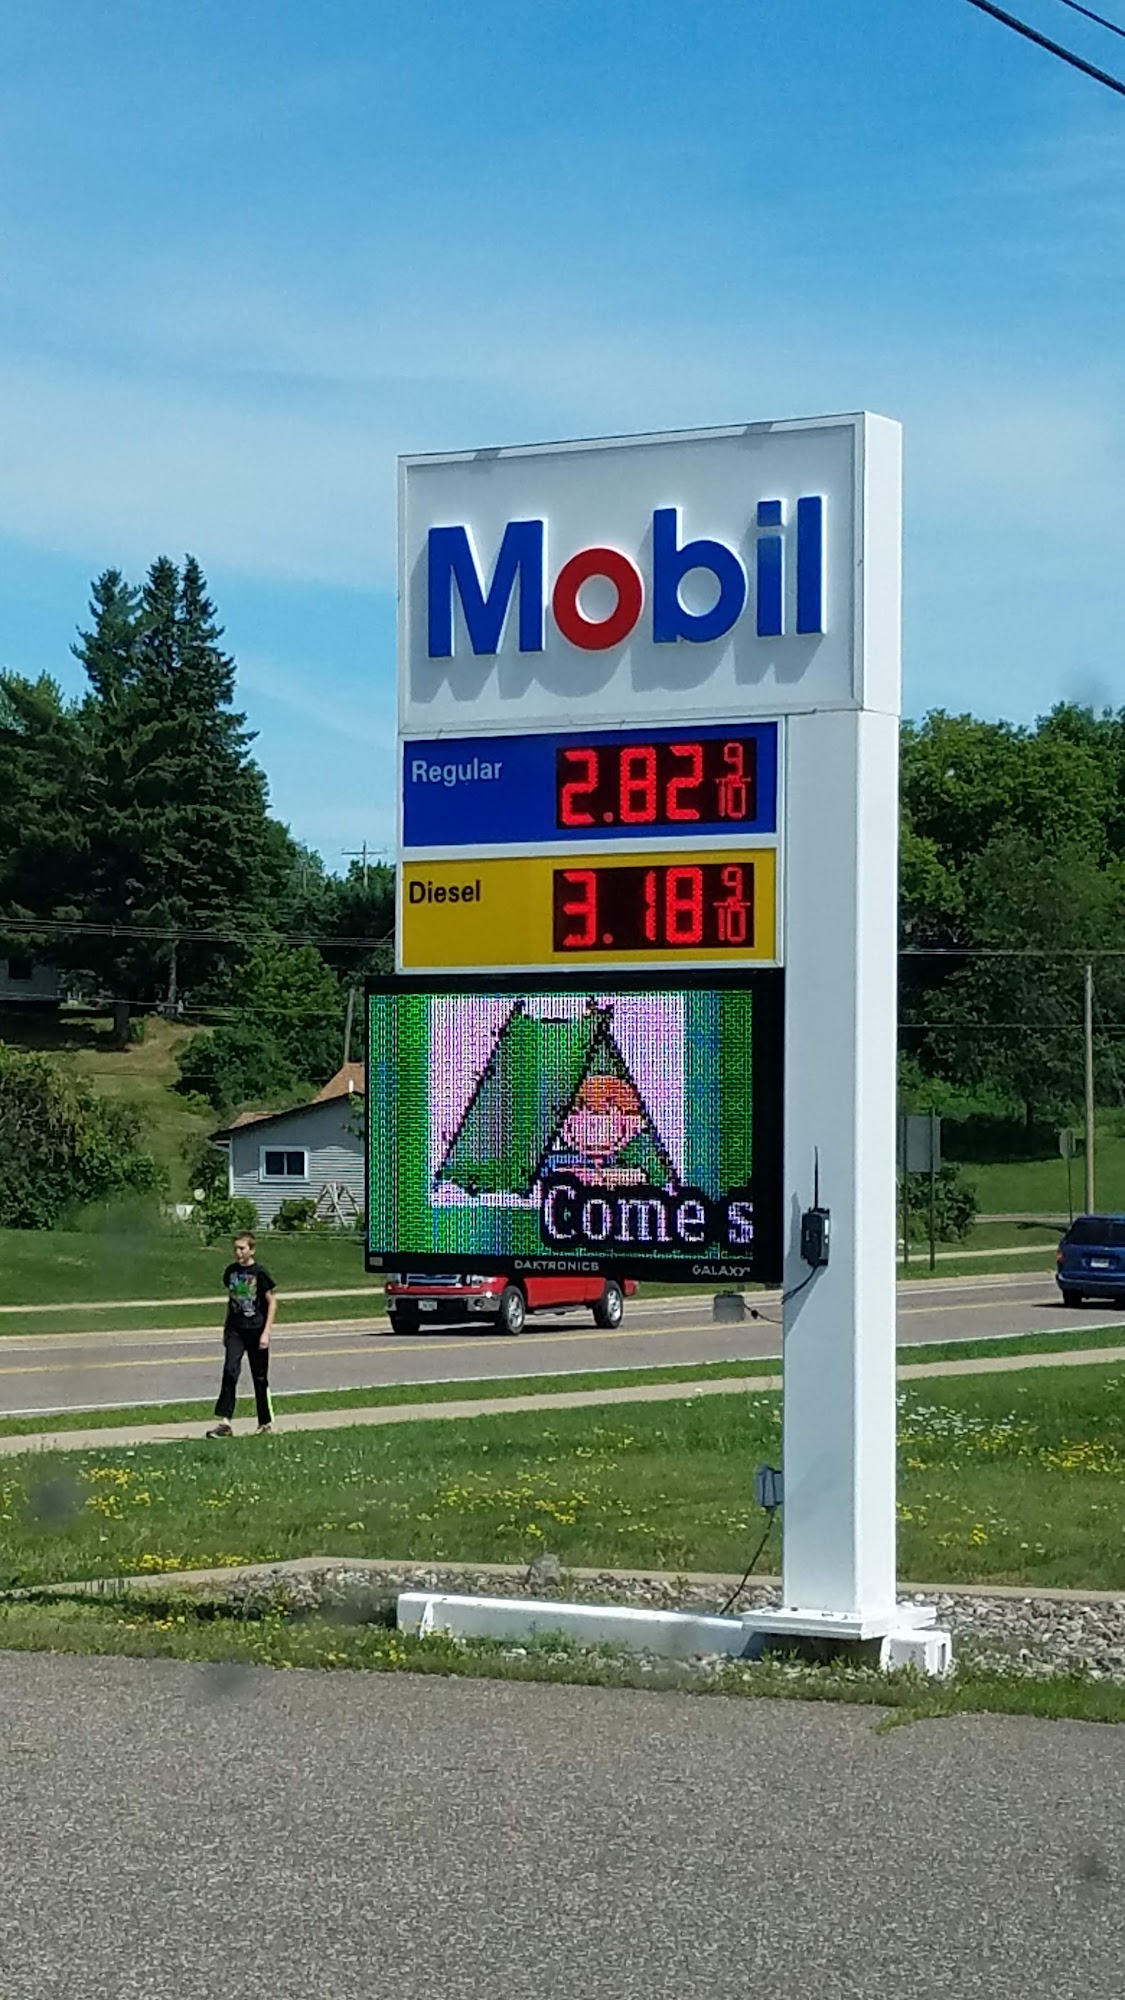 Mobil
Regular 2.82 9/10
Diesel 3.18 9/10
Come s
DAKTRONICS GALAXY